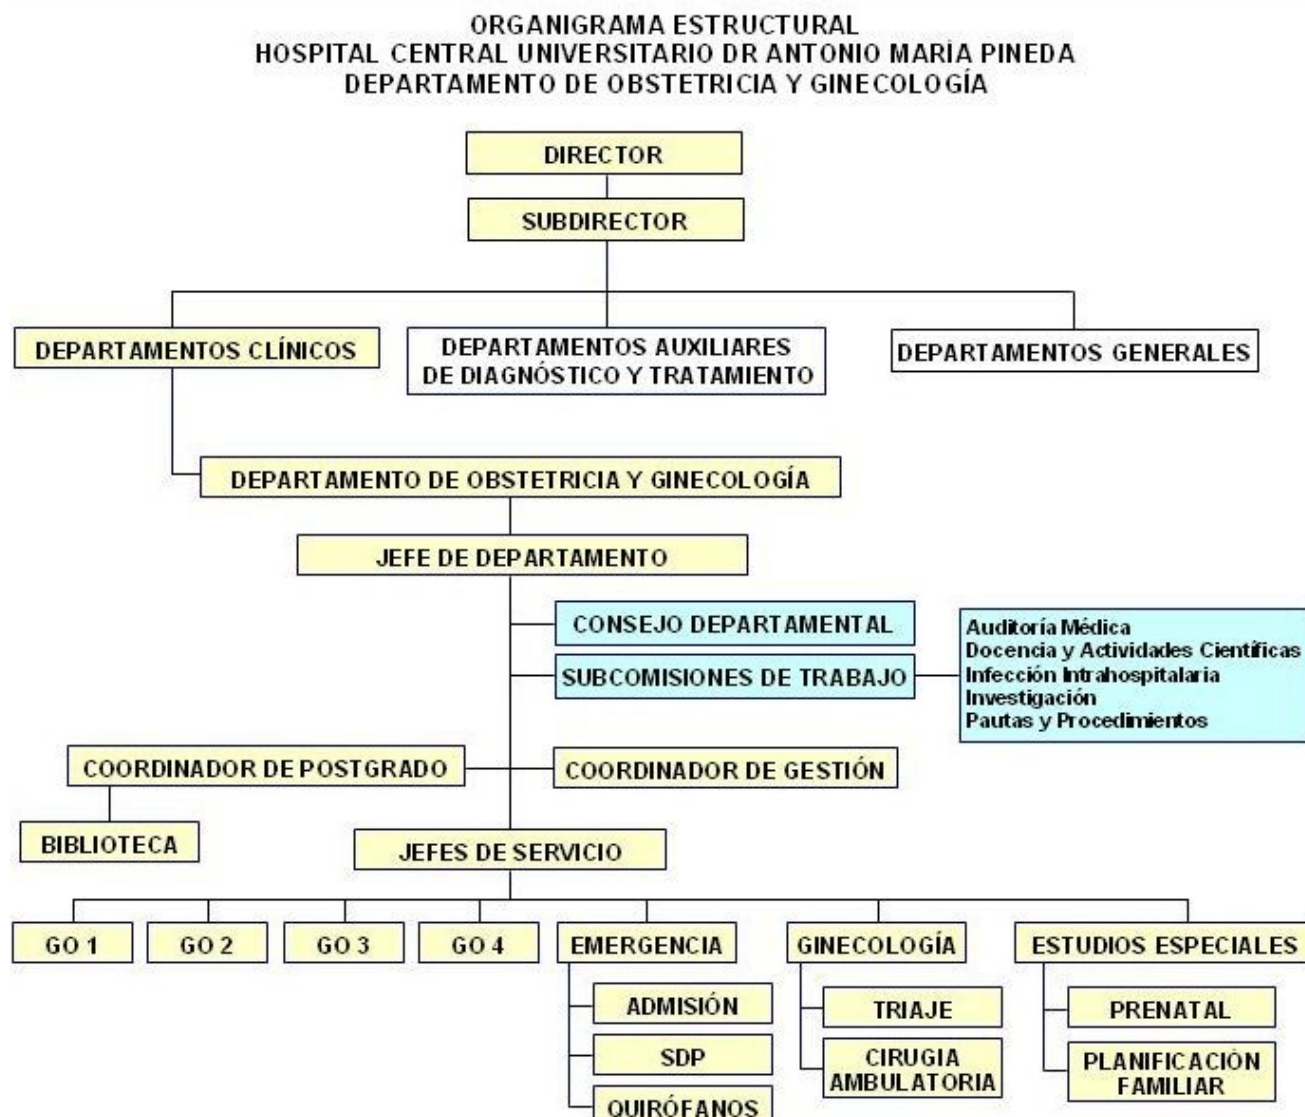 ORGANIGRAMA ESTRUCTURAL
HOSPITAL CENTRAL UNIVERSITARIO DR ANTONIO MARÍA PINEDA
DEPARTAMENTO DE OBSTETRICIA Y GINECOLOGÍA
DIRECTOR
SUBDIRECTOR
DEPARTAMENTOS CLÍNICOS
DEPARTAMENTOS AUXILIARES
DE DIAGNÓSTICO Y TRATAMIENTO
DEPARTAMENTOS GENERALES
DEPARTAMENTO DE OBSTETRICIA Y GINECOLOGÍA
JEFE DE DEPARTAMENTO
CONSEJO DEPARTAMENTAL
SUBCOMISIONES DE TRABAJO
Auditoría Médica
Docencia y Actividades Científicas
Infección Intrahospitalaria
Investigación
Pautas y Procedimientos
COORDINADOR DE POSTGRADO
COORDINADOR DE GESTIÓN
BIBLIOTECA
JEFES DE SERVICIO
GO 1
GO 2
GO 3
GO 4
EMERGENCIA
GINECOLOGÍA
ESTUDIOS ESPECIALES
ADMISIÓN
SDP
QUIRÓFANOS
TRIAJE
CIRUGIA
AMBULATORIA
PRENATAL
PLANIFICACIÓN
FAMILIAR